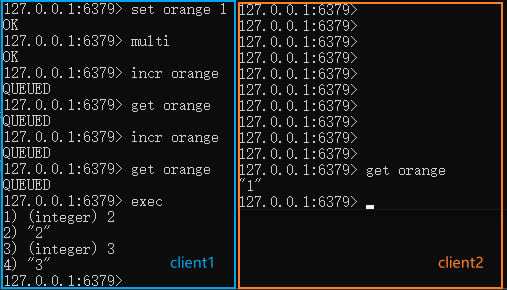 127.0.0.1:6379> set orange 1
OK
127.0.0.1:6379> multi
OK
127.0.0.1:6379> incr orange
QUEUED
127.0.0.1:6379> get orange
QUEUED
127.0.0.1:6379> incr orange
QUEUED
127.0.0.1:6379> get orange
QUEUED
127.0.0.1:6379> exec
1) (integer) 2
2) "2"
3) (integer) 3
4) "3"
127.0.0.1:6379>
client1
127.0.0.1:6379>
127.0.0.1:6379>
127.0.0.1:6379>
127.0.0.1:6379>
127.0.0.1:6379>
127.0.0.1:6379>
127.0.0.1:6379>
127.0.0.1:6379>
127.0.0.1:6379>
127.0.0.1:6379>
127.0.0.1:6379> get orange
"1"
127.0.0.1:6379>
client2